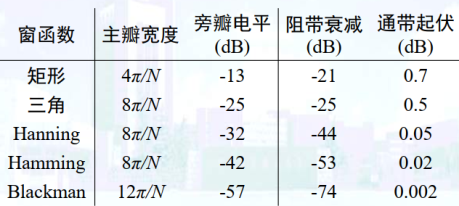 窗函数 主瓣宽度 旁瓣电平 (dB) 阻带衰减 (dB) 通带起伏 (dB)
矩形 4π/N -13 -21 0.7
三角 8π/N -25 -25 0.5
Hanning 8π/N -32 -44 0.05
Hamming 8π/N -42 -53 0.02
Blackman 12π/N -57 -74 0.002